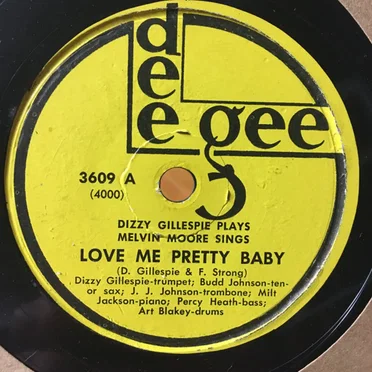 dee gee
3609 A
(4000)
DIZZY GILLESPIE PLAYS
MELVIN MOORE SINGS
LOVE ME PRETTY BABY
(D. Gillespie & F. Strong)
Dizzy Gillespie-trumpet; Budd Johnson-ten-
or sax; J. J. Johnson-trombone; Milt
Jackson-piano; Percy Heath-bass;
Art Blakey-drums